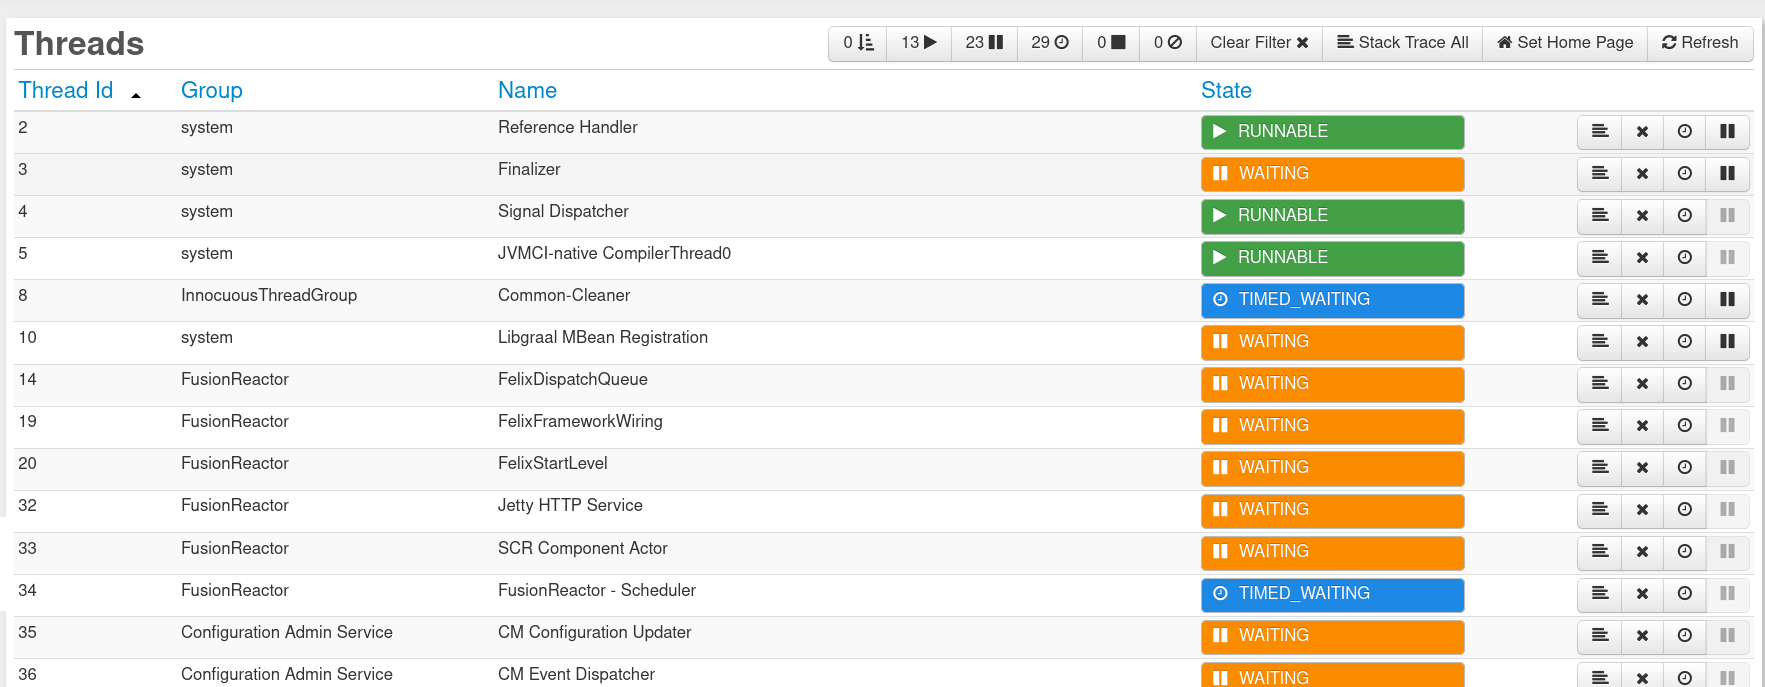 Threads 0 13 23 29 0 0 Clear Filter Stack Trace All Set Home Page Refresh
Thread Id Group Name State
2 system Reference Handler RUNNABLE
3 system Finalizer WAITING
4 system Signal Dispatcher RUNNABLE
5 system JVMCI-native CompilerThread0 RUNNABLE
8 InnocuousThreadGroup Common-Cleaner TIMED_WAITING
10 system Libgraal MBean Registration WAITING
14 FusionReactor FelixDispatchQueue WAITING
19 FusionReactor FelixFrameworkWiring WAITING
20 FusionReactor FelixStartLevel WAITING
32 FusionReactor Jetty HTTP Service WAITING
33 FusionReactor SCR Component Actor WAITING
34 FusionReactor FusionReactor - Scheduler TIMED_WAITING
35 Configuration Admin Service CM Configuration Updater WAITING
36 Configuration Admin Service CM Event Dispatcher WAITING